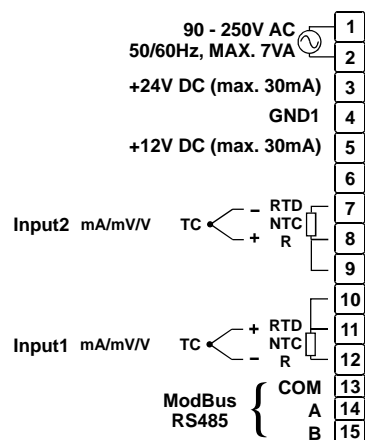 90 - 250V AC 1
50/60Hz, MAX. 7VA 2
+24V DC (max. 30mA) 3
GND1 4
+12V DC (max. 30mA) 5
6
− RTD 7
Input2 mA/mV/V TC NTC 8
+ R
9
10
+ RTD 11
Input1 mA/mV/V TC NTC
− R 12
COM 13
ModBus A 14
RS485 B 15